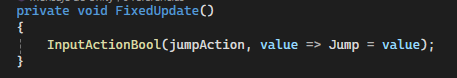 private void FixedUpdate()
{
InputActionBool(jumpAction, value => Jump = value);
}